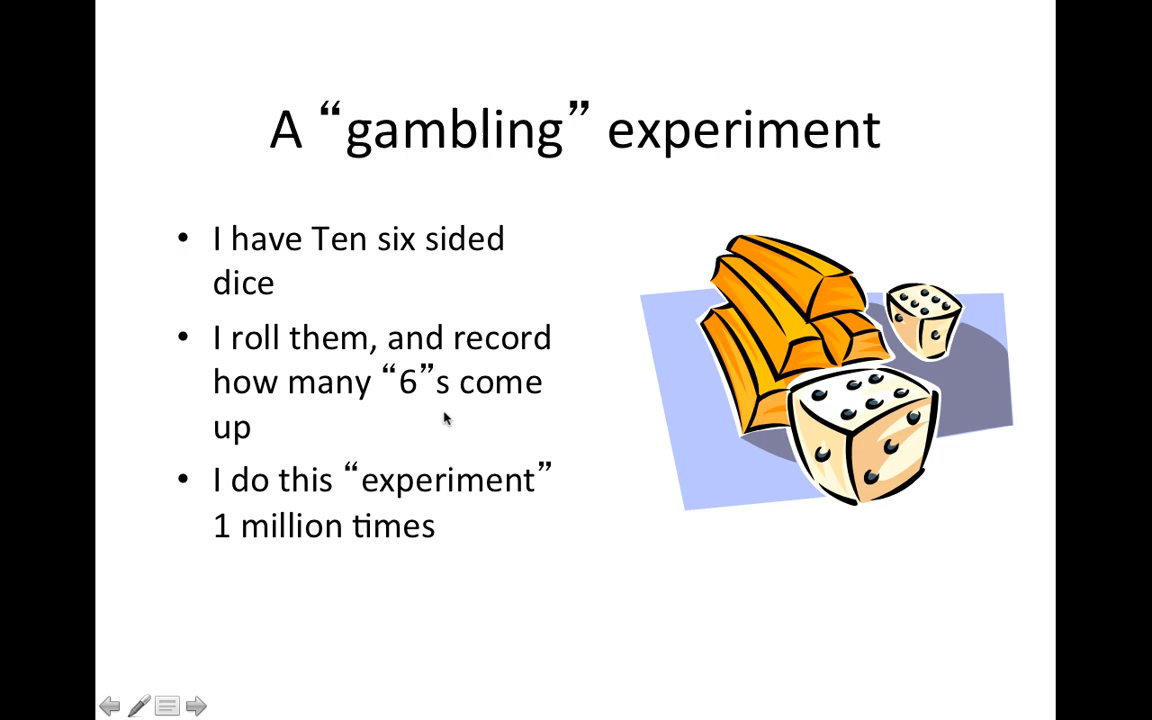 A “gambling” experiment
• I have Ten six sided
dice
• I roll them, and record
how many “6”s come
up
• I do this “experiment”
1 million times